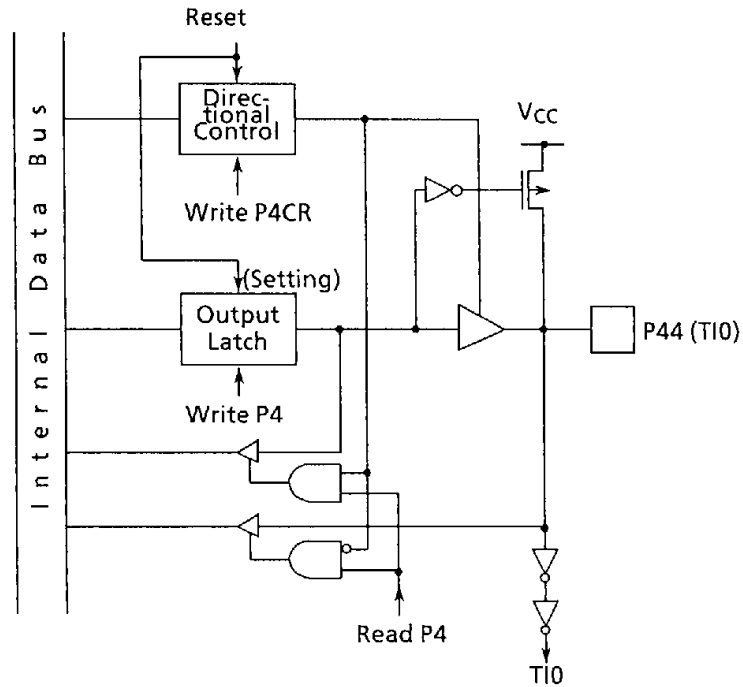 Reset
Internal Data Bus
Direc-
tional
Control
VCC
Write P4CR
(Setting)
Output
Latch
P44 (TI0)
Write P4
Read P4
TI0